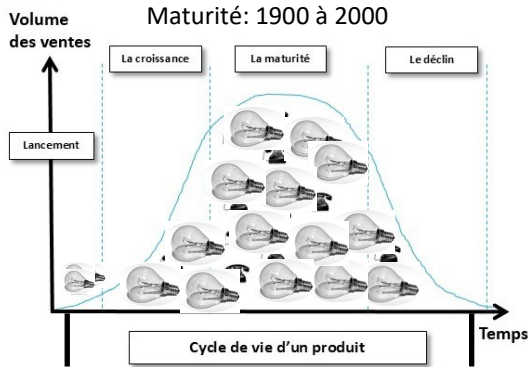 Maturité: 1900 à 2000
Volume
des ventes
La croissance
La maturité
Le déclin
Lancement
Temps
Cycle de vie d'un produit